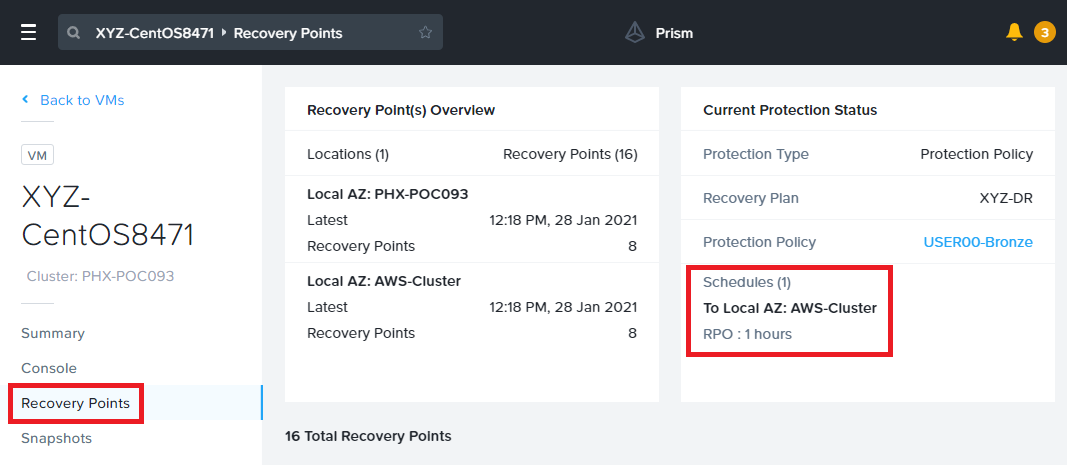 XYZ-CentOS8471 ▸ Recovery Points
Prism
3
Back to VMs
VM
XYZ-
CentOS8471
Cluster: PHX-POC093
Summary
Console
Recovery Points
Snapshots
Recovery Point(s) Overview
Locations (1) Recovery Points (16)
Local AZ: PHX-POC093
Latest 12:18 PM, 28 Jan 2021
Recovery Points 8
Local AZ: AWS-Cluster
Latest 12:18 PM, 28 Jan 2021
Recovery Points 8
Current Protection Status
Protection Type Protection Policy
Recovery Plan XYZ-DR
Protection Policy USER00-Bronze
Schedules (1)
To Local AZ: AWS-Cluster
RPO : 1 hours
16 Total Recovery Points